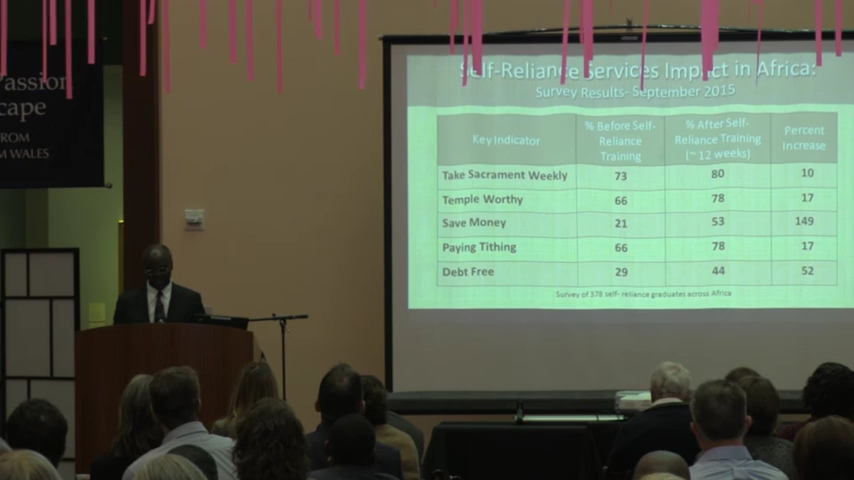 Passion
cape
FROM
M WALES
Self-Reliance Services Impact in Africa:
Survey Results- September 2015
Key Indicator
% Before Self-
Reliance
Training
% After Self-
Reliance Training
(~ 12 weeks)
Percent
Increase
Take Sacrament Weekly 73 80 10
Temple Worthy 66 78 17
Save Money 21 53 149
Paying Tithing 66 78 17
Debt Free 29 44 52
Survey of 378 self- reliance graduates across Africa